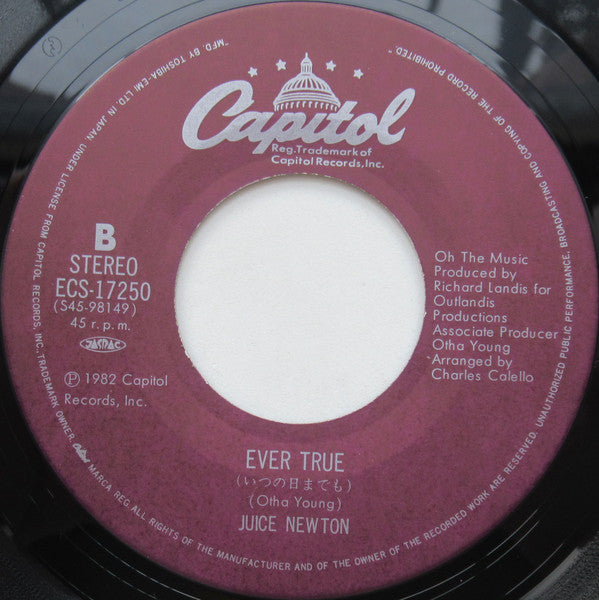 "MFD. BY TOSHIBA-EMI LTD. IN JAPAN UNDER LICENSE FROM CAPITOL RECORDS, INC., TRADEMARK OWNER Capitol MARCA REG. ALL RIGHTS OF THE MANUFACTURER AND OF THE OWNER OF THE RECORDED WORK ARE RESERVED. UNAUTHORIZED PUBLIC PERFORMANCE, BROADCASTING AND COPYING OF THE RECORD PROHIBITED."
Capitol
Reg. Trademark of
Capitol Records, Inc.
B
STEREO
ECS-17250
(S45-98149)
45 r.p.m.
JASRAC
Ⓟ 1982 Capitol
Records, Inc.
Oh The Music
Produced by
Richard Landis for
Outlandis
Productions
Associate Producer
Otha Young
Arranged by
Charles Calello
EVER TRUE
(いつの日までも)
(Otha Young)
JUICE NEWTON